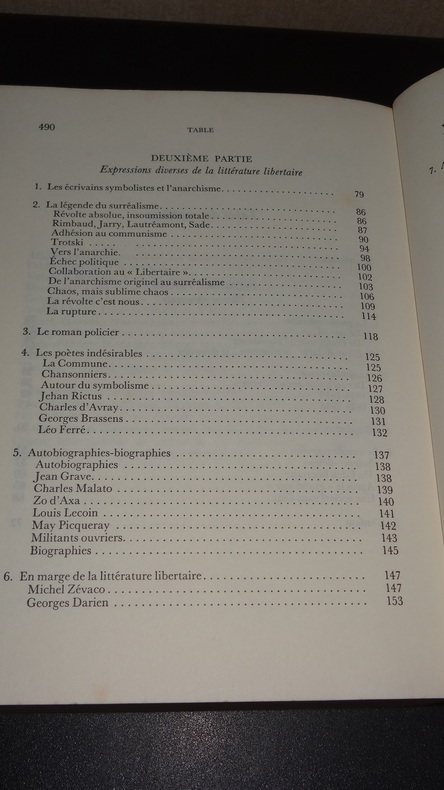 490
TABLE
DEUXIÈME PARTIE
Expressions diverses de la littérature libertaire
1. Les écrivains symbolistes et l'anarchisme. 79
2. La légende du surréalisme. 86
Révolte absolue, insoumission totale 86
Rimbaud, Jarry, Lautréamont, Sade. 87
Adhésion au communisme 90
Trotski 94
Vers l'anarchie. 98
Échec politique 100
Collaboration au « Libertaire ». 102
De l'anarchisme originel au surréalisme 103
Chaos, mais sublime chaos 106
La révolte c'est nous. 109
La rupture. 114
3. Le roman policier 118
4. Les poètes indésirables 125
La Commune. 125
Chansonniers. 126
Autour du symbolisme 127
Jehan Rictus 128
Charles d'Avray. 130
Georges Brassens 131
Léo Ferré. 132
5. Autobiographies-biographies 137
Autobiographies 138
Jean Grave. 138
Charles Malato 139
Zo d'Axa 140
Louis Lecoin 141
May Picqueray 142
Militants ouvriers. 143
Biographies 145
6. En marge de la littérature libertaire. 147
Michel Zévaco 147
Georges Darien 153
7.